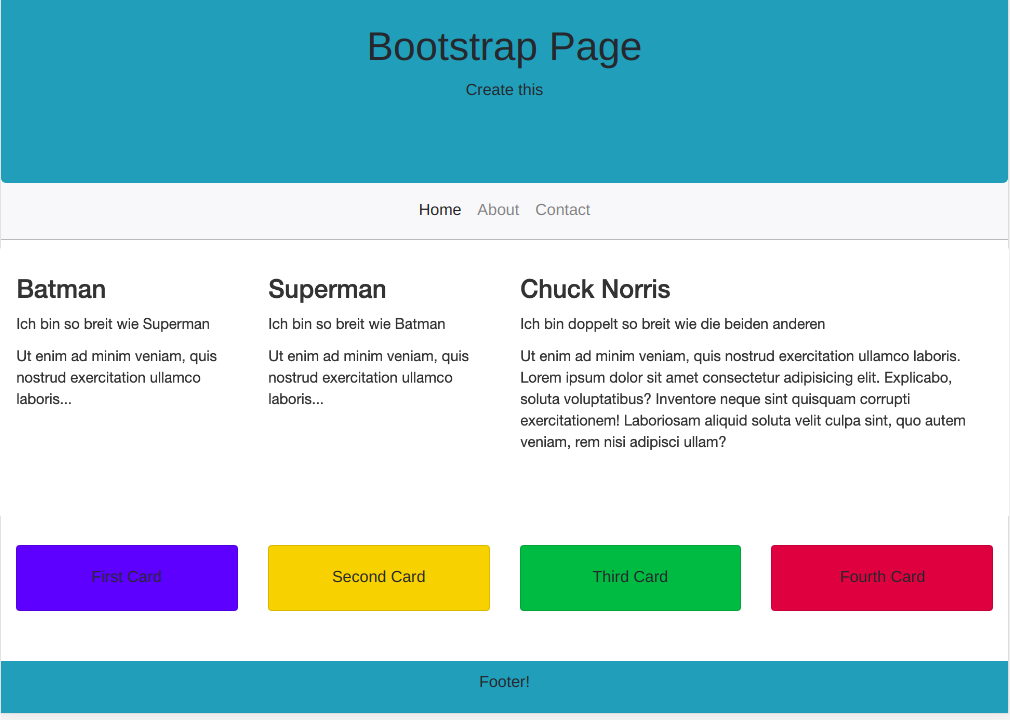 Bootstrap Page
Create this
Home About Contact
Batman
Ich bin so breit wie Superman
Ut enim ad minim veniam, quis
nostrud exercitation ullamco
laboris...
Superman
Ich bin so breit wie Batman
Ut enim ad minim veniam, quis
nostrud exercitation ullamco
laboris...
Chuck Norris
Ich bin doppelt so breit wie die beiden anderen
Ut enim ad minim veniam, quis nostrud exercitation ullamco laboris.
Lorem ipsum dolor sit amet consectetur adipisicing elit. Explicabo,
soluta voluptatibus? Inventore neque sint quisquam corrupti
exercitationem! Laboriosam aliquid soluta velit culpa sint, quo autem
veniam, rem nisi adipisci ullam?
First Card
Second Card
Third Card
Fourth Card
Footer!